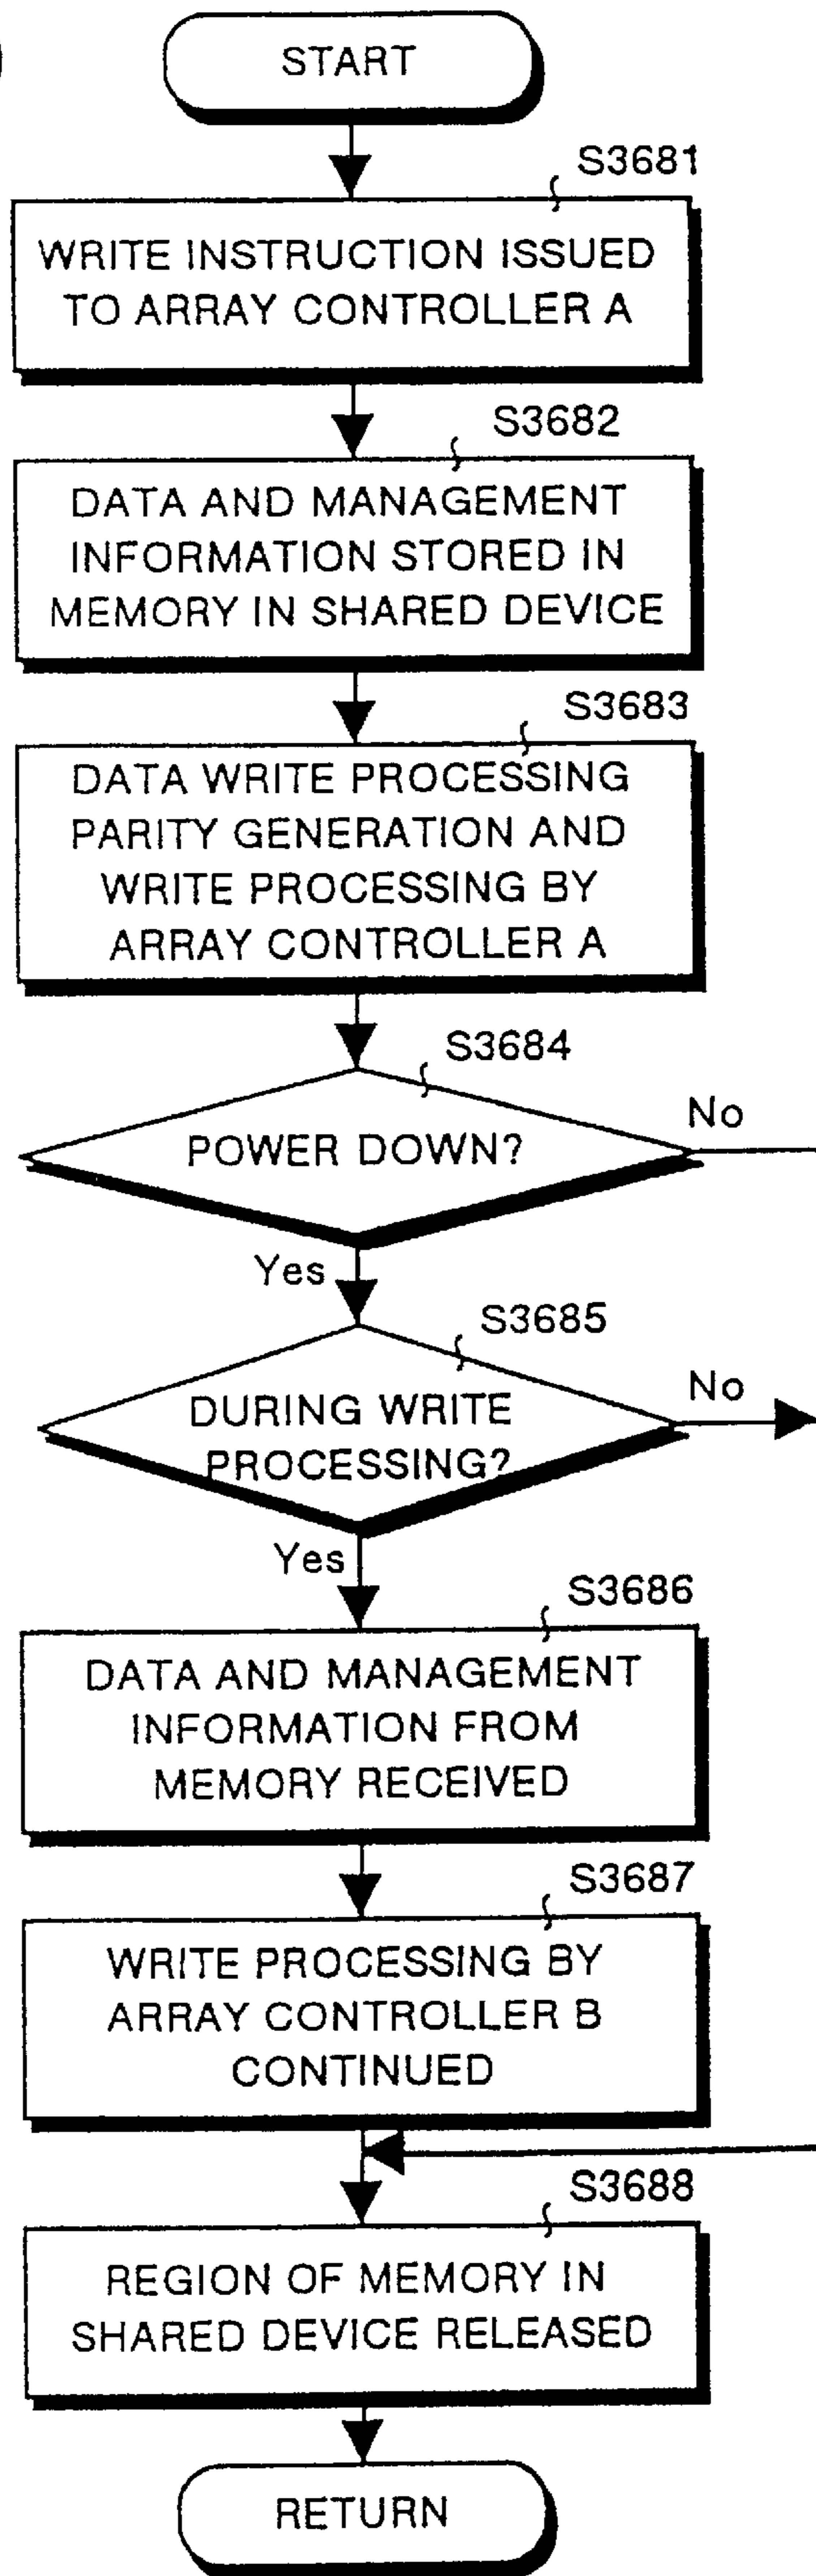 START
S3681
WRITE INSTRUCTION ISSUED
TO ARRAY CONTROLLER A
S3682
DATA AND MANAGEMENT
INFORMATION STORED IN
MEMORY IN SHARED DEVICE
S3683
DATA WRITE PROCESSING
PARITY GENERATION AND
WRITE PROCESSING BY
ARRAY CONTROLLER A
S3684
No
POWER DOWN?
Yes
S3685
No
DURING WRITE
PROCESSING?
Yes
S3686
DATA AND MANAGEMENT
INFORMATION FROM
MEMORY RECEIVED
S3687
WRITE PROCESSING BY
ARRAY CONTROLLER B
CONTINUED
S3688
REGION OF MEMORY IN
SHARED DEVICE RELEASED
RETURN